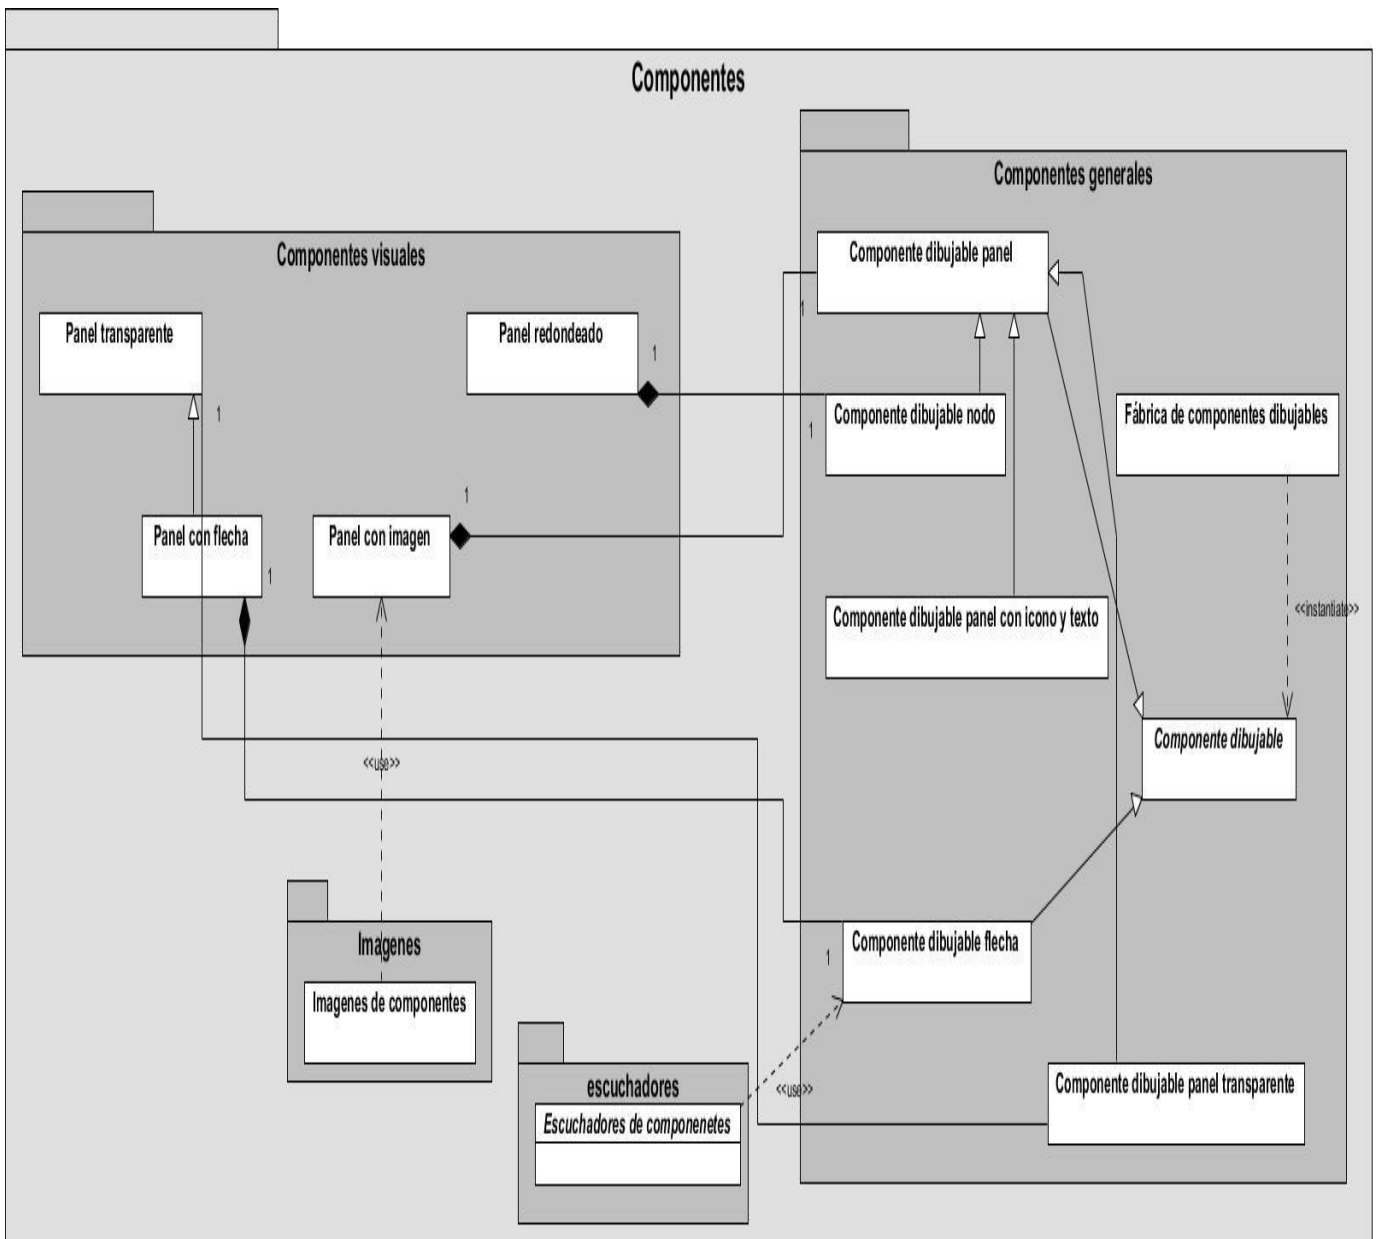 Componentes
Componentes generales
Componentes visuales
Componente dibujable panel
1
Panel transparente
Panel redondeado
1
1
Componente dibujable nodo
1
Fábrica de componentes dibujables
1
Panel con flecha
Panel con imagen
1
1
Componente dibujable panel con icono y texto
<<instantiate>>
Componente dibujable
<<use>>
Imagenes
Imagenes de componentes
Componente dibujable flecha
1
escuchadores
Escuchadores de componenetes
<<use>>
Componente dibujable panel transparente